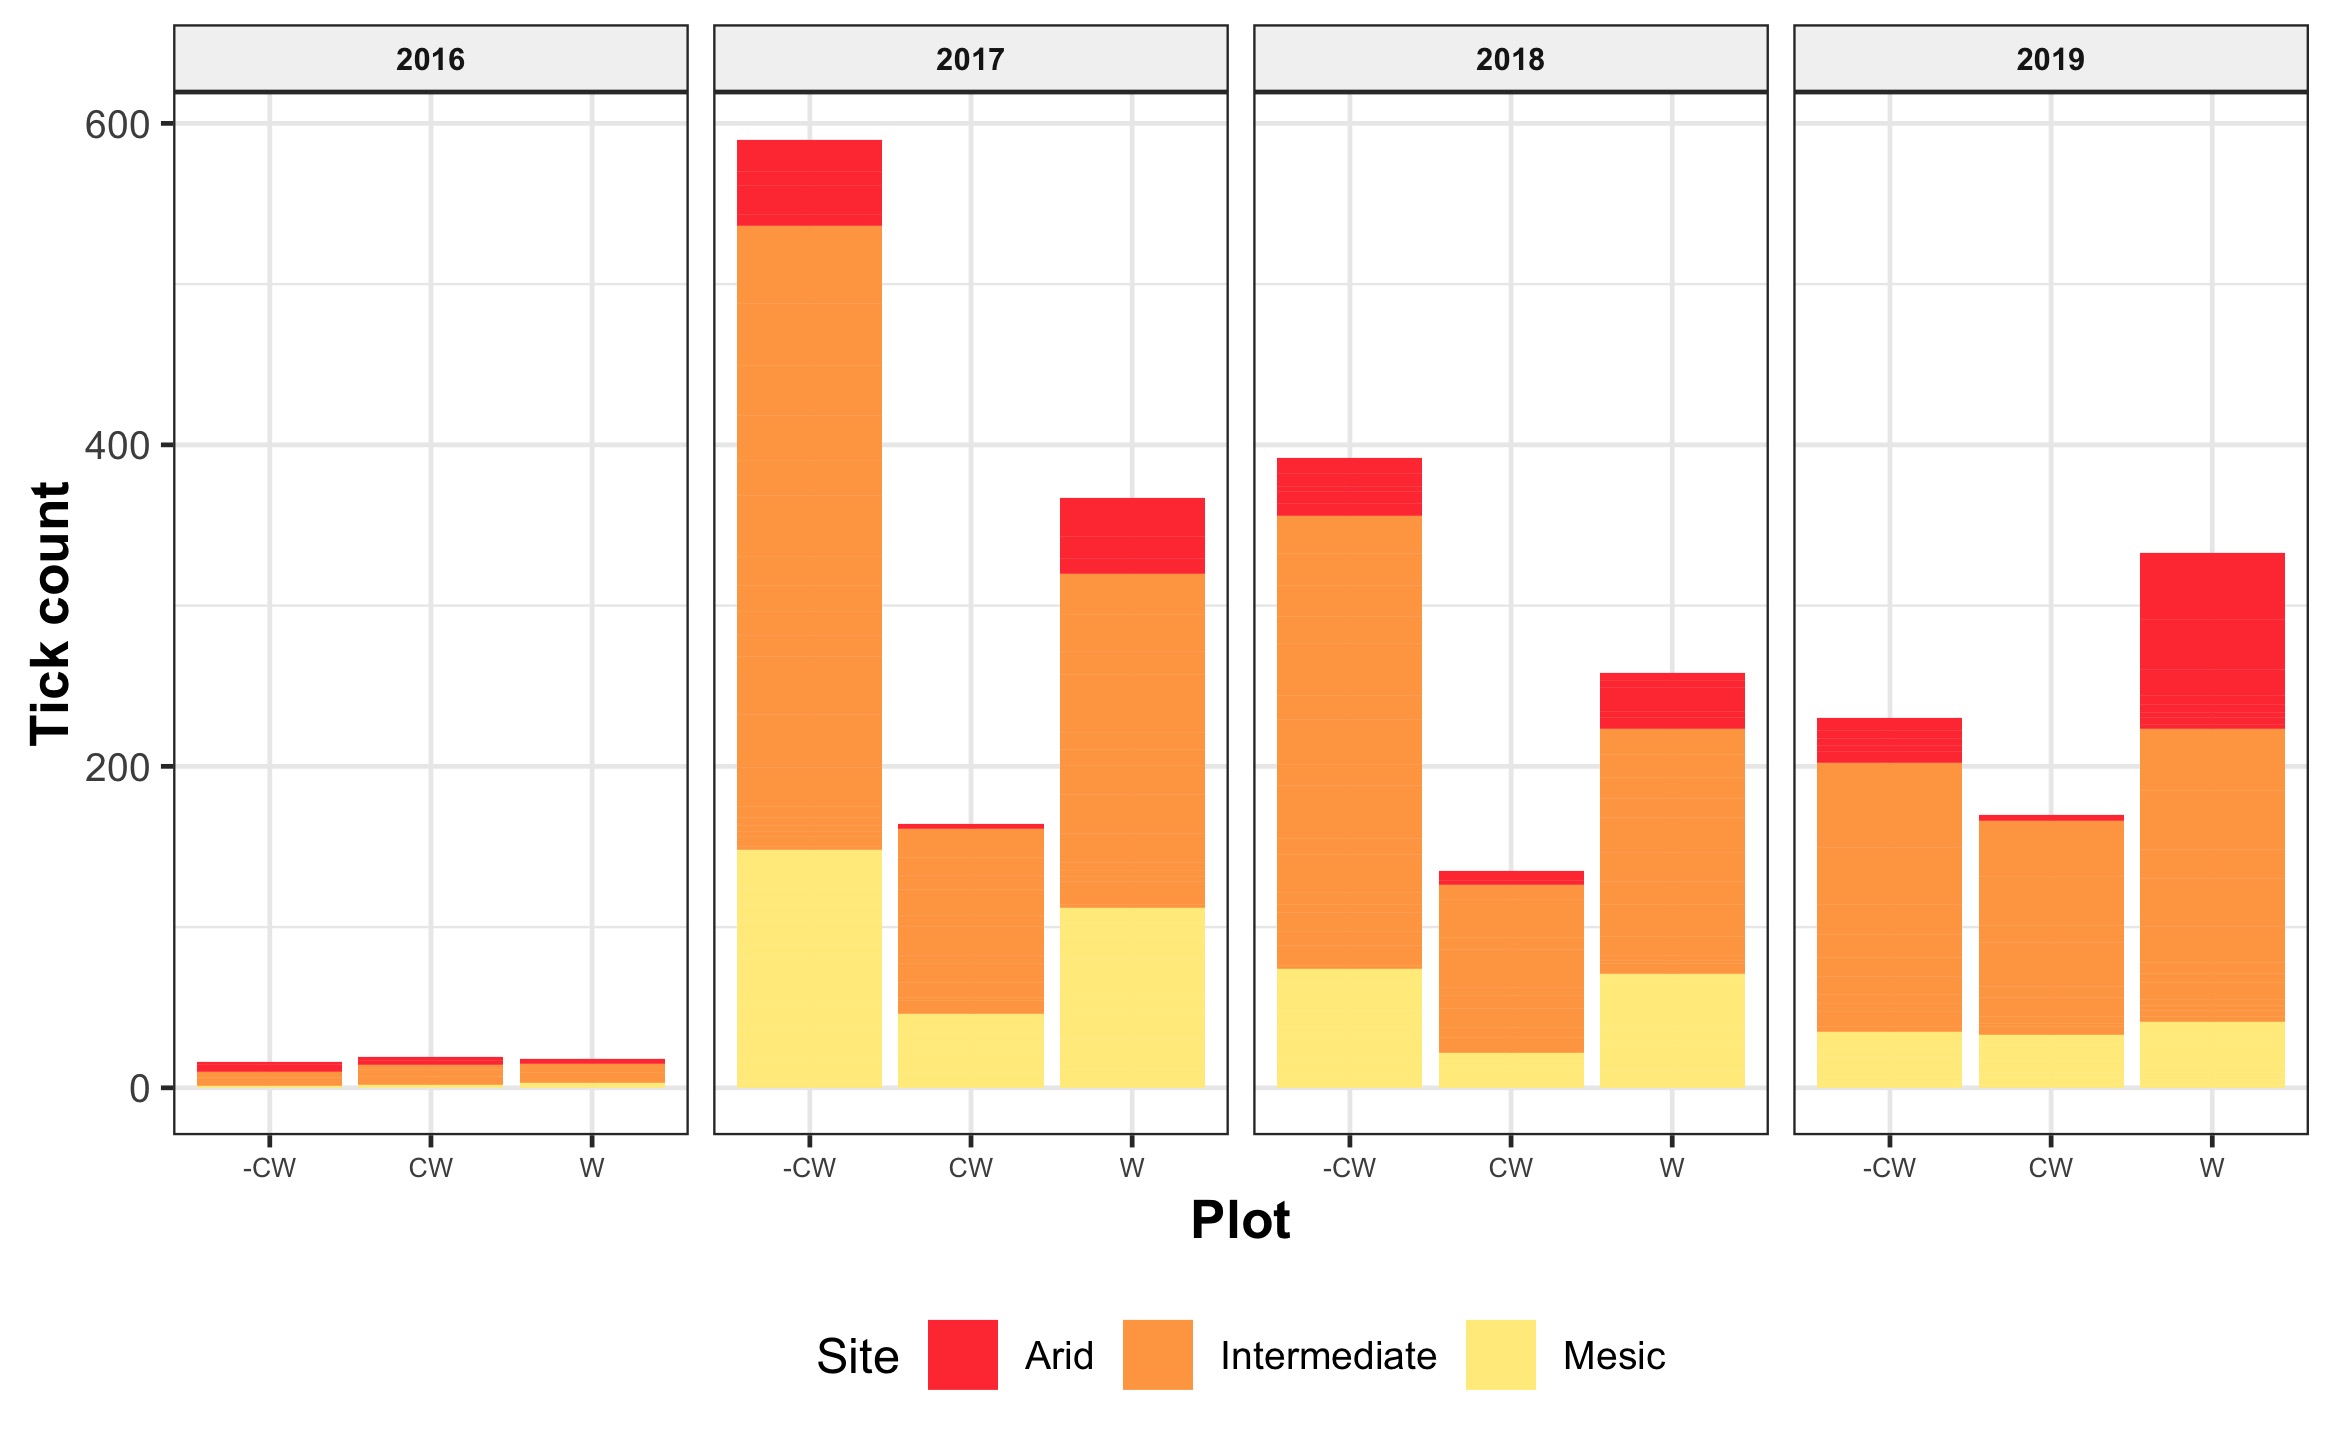 2016 2017 2018 2019
600
400
200
0
Tick count
-CW CW W -CW CW W -CW CW W -CW CW W
Plot
Site Arid Intermediate Mesic